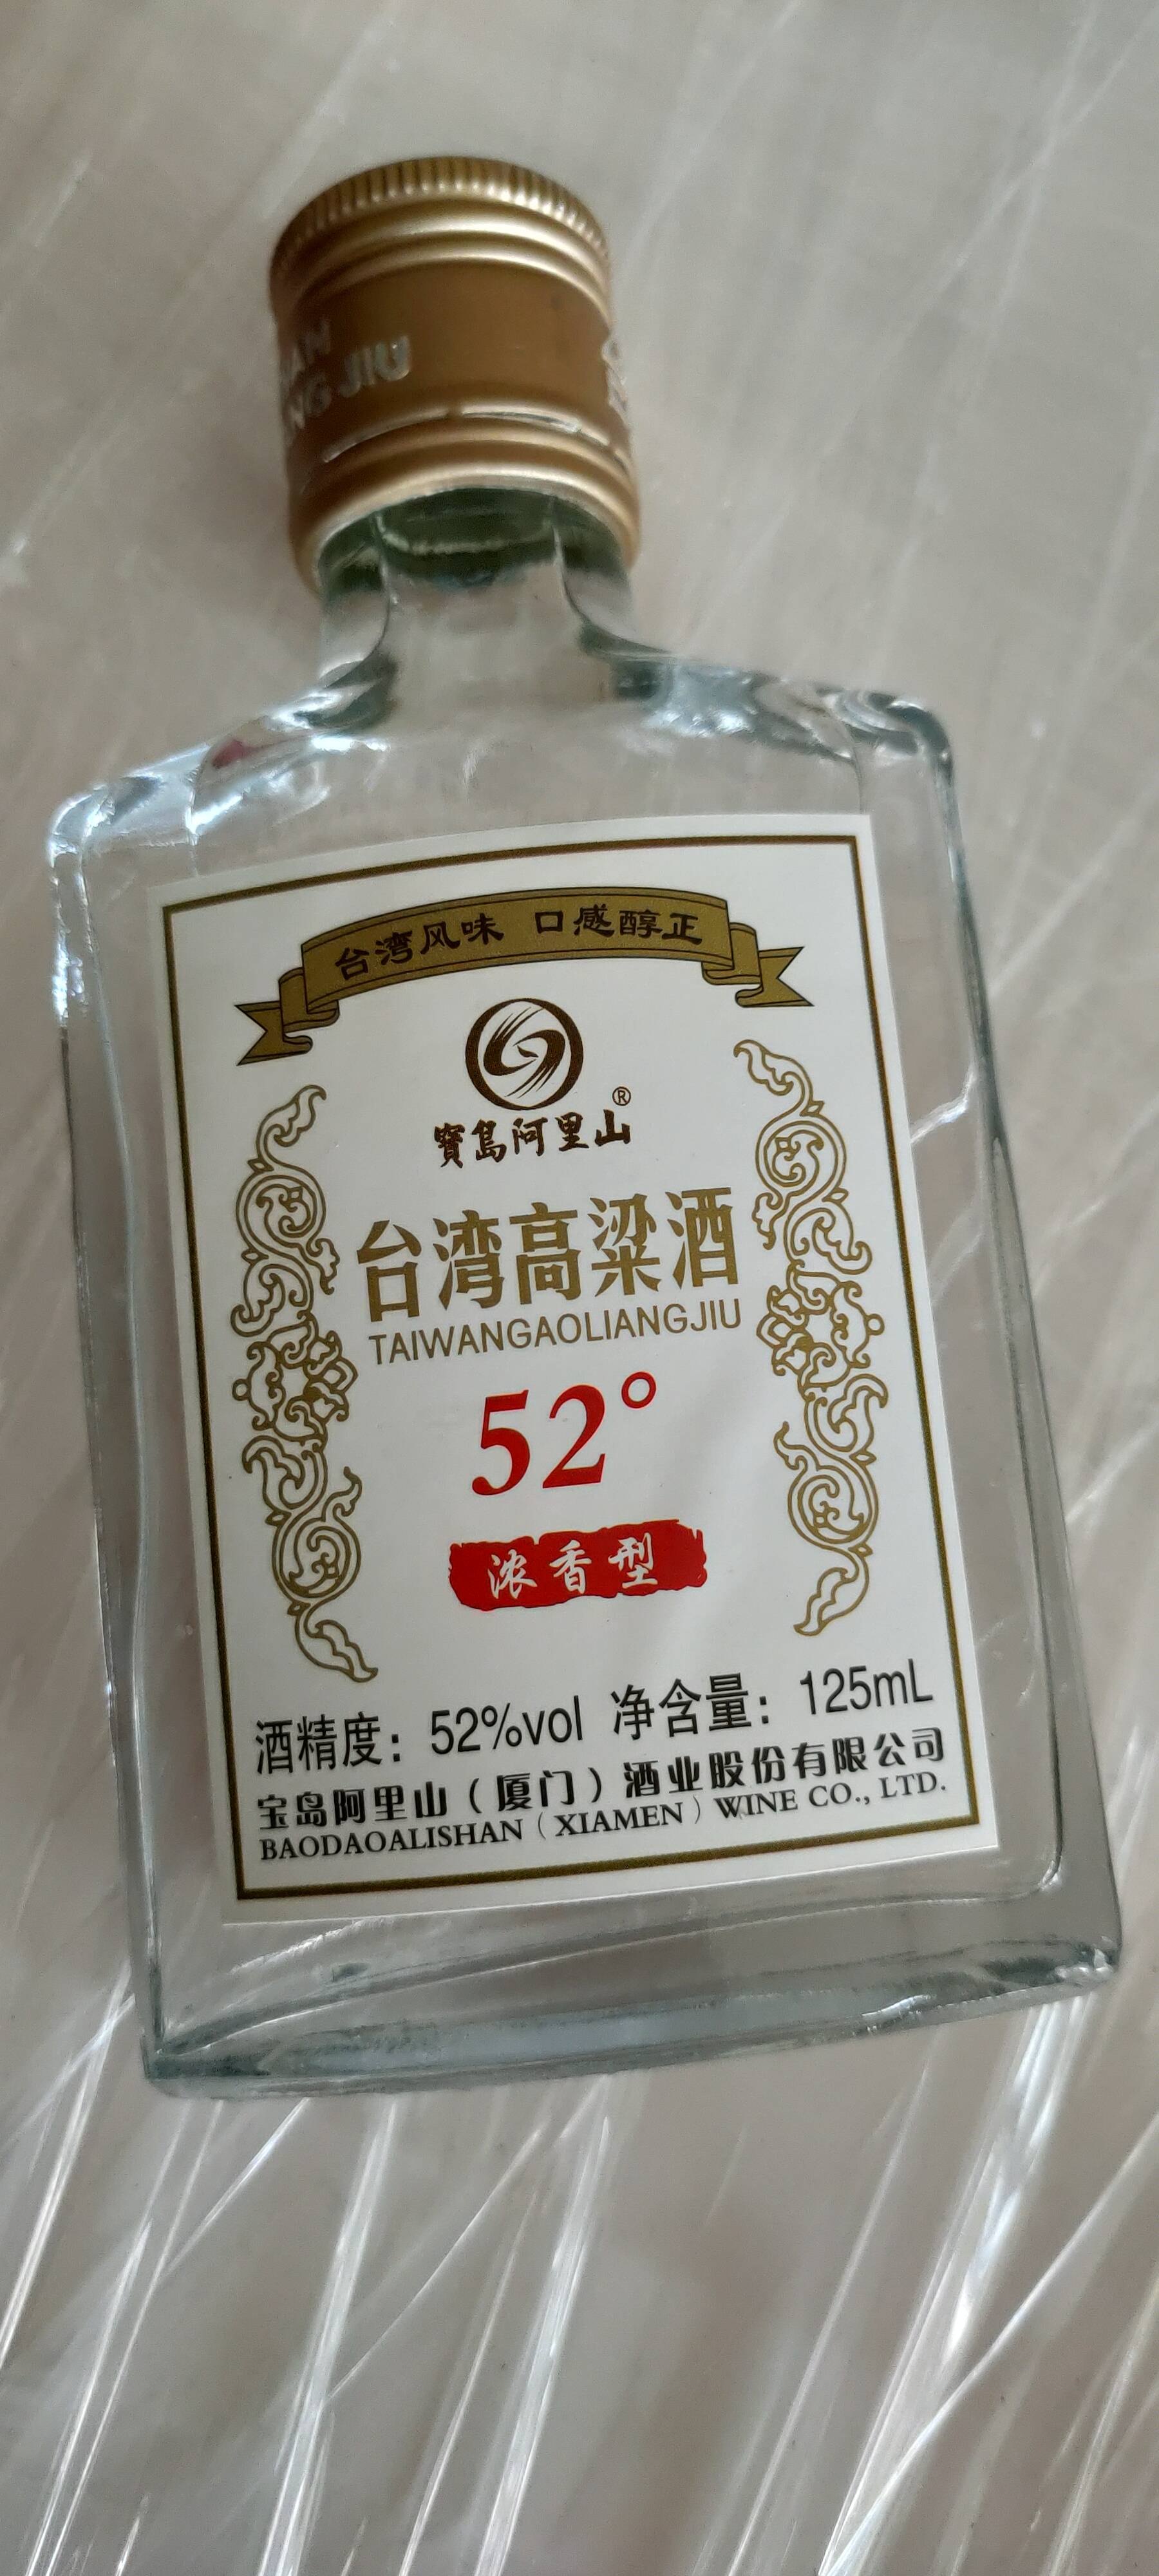 JIU
台湾风味 口感醇正
®
寶島阿里山
台湾高粱酒
TAIWANGAOLIANGJIU
52°
浓香型
酒精度：52%vol 净含量：125mL
宝岛阿里山（厦门）酒业股份有限公司
BAODAOALISHAN（XIAMEN）WINE CO., LTD.